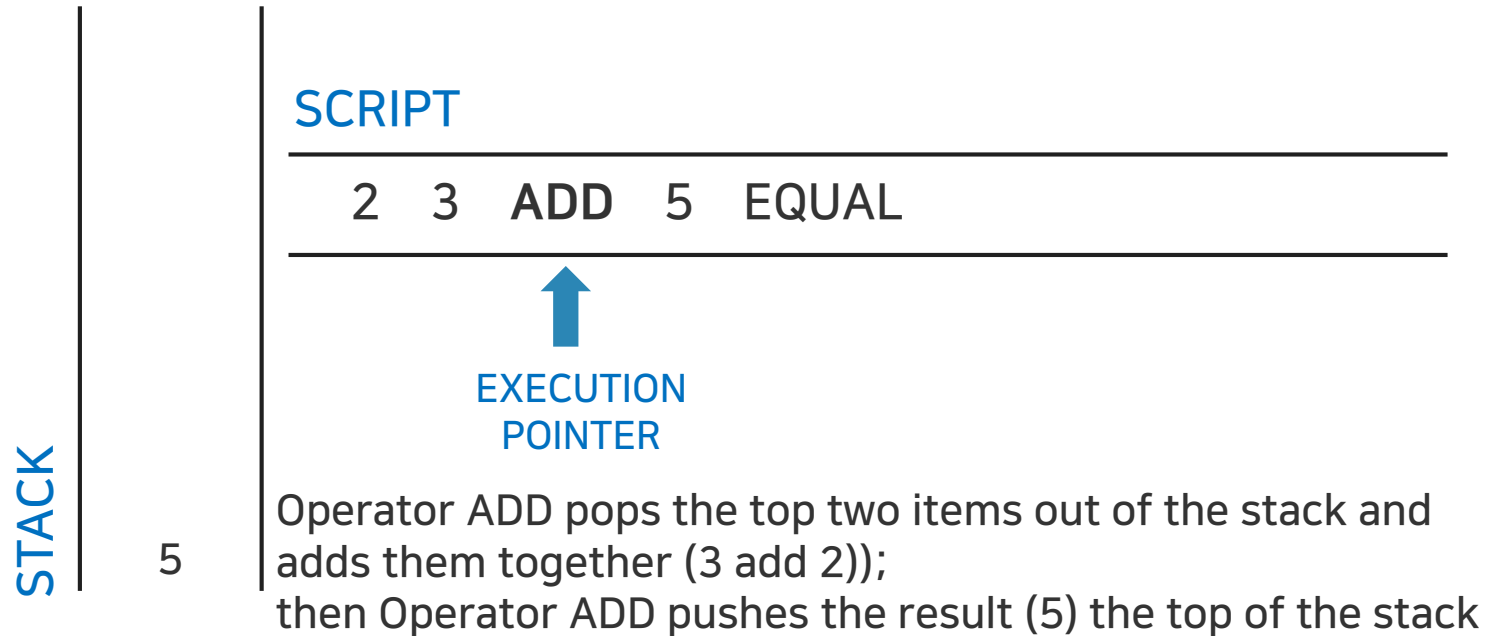 SCRIPT
2 3 ADD 5 EQUAL
EXECUTION
POINTER
STACK
5
Operator ADD pops the top two items out of the stack and
adds them together (3 add 2));
then Operator ADD pushes the result (5) the top of the stack